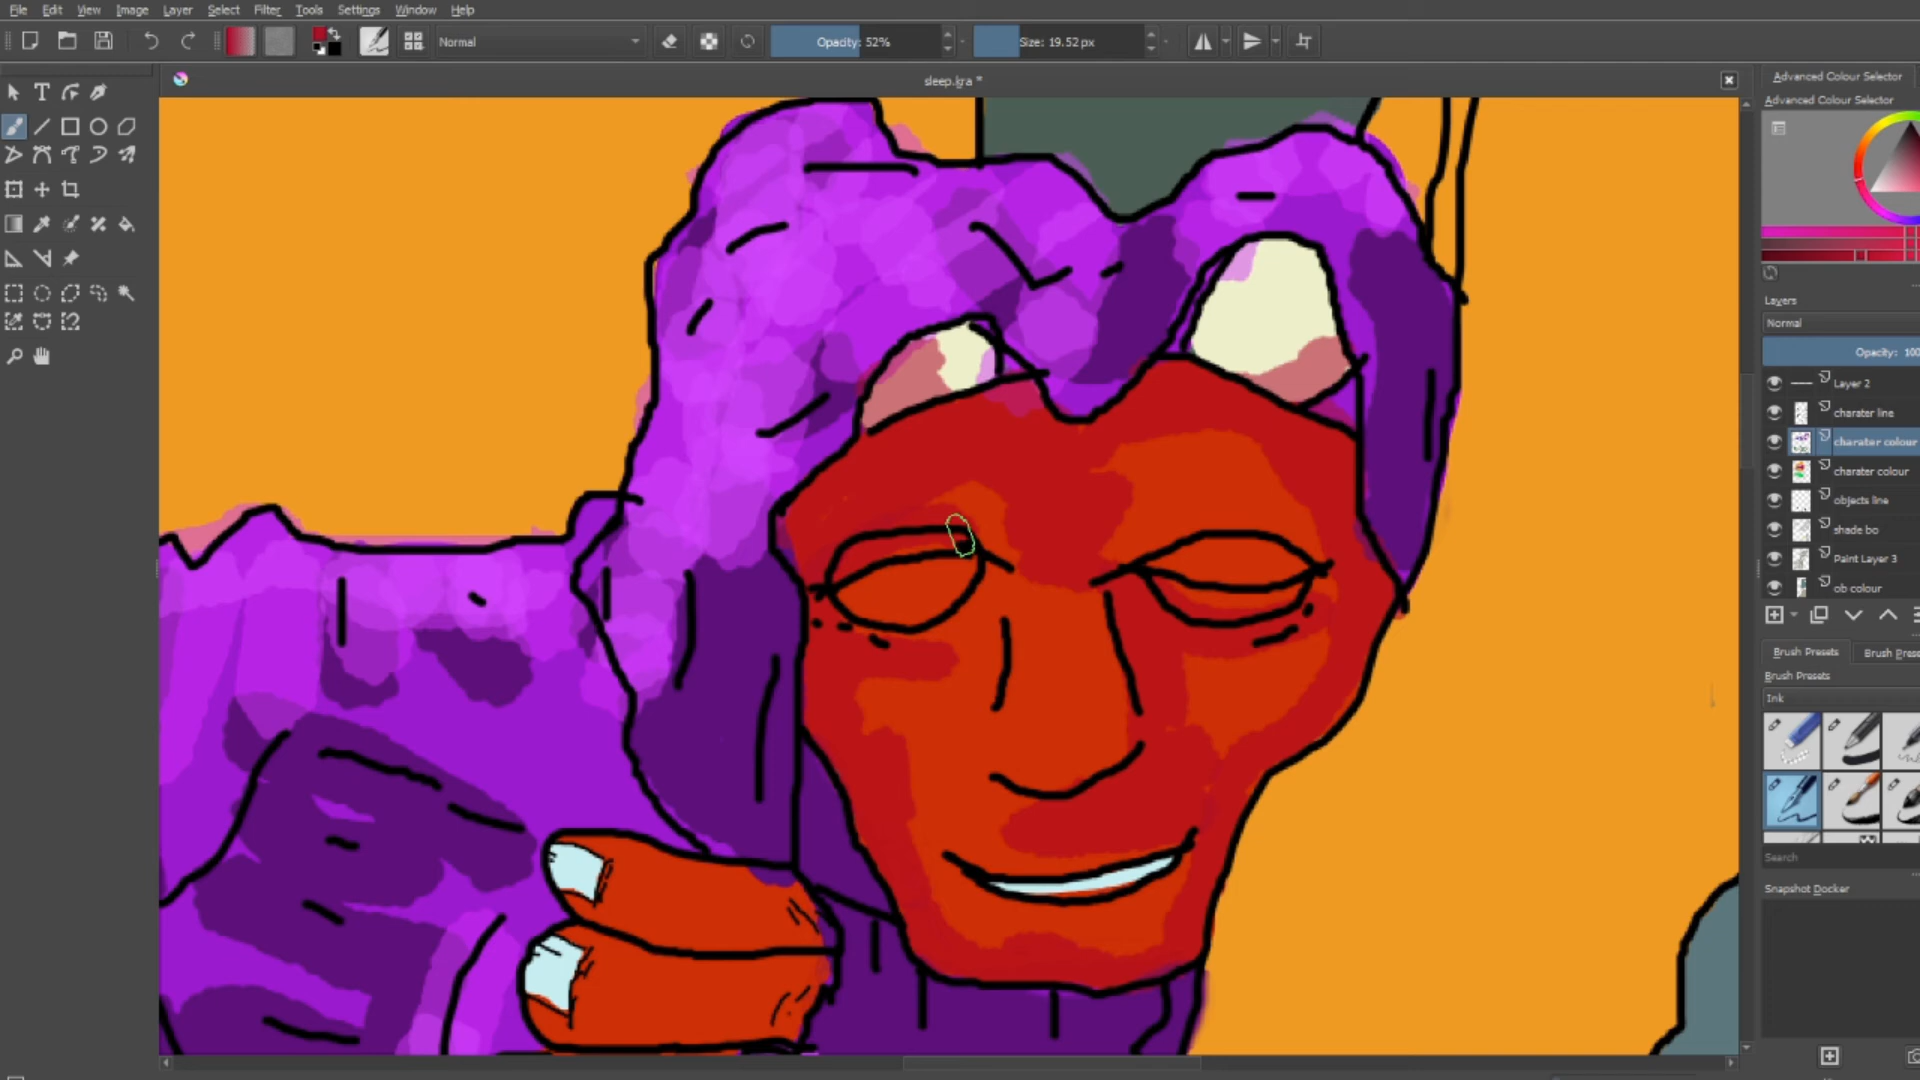 File Edit View Image Layer Select Filter Tools Settings Window Help
Normal Opacity: 52% Size: 19.52 px
sleep.kra *
Advanced Colour Selector
Advanced Colour Selector
Layers
Normal
Opacity: 100
Layer 2
charater line
charater colour
charater colour
objects line
shade bo
Paint Layer 3
ob colour
Brush Presets Brush Prese
Brush Presets
Ink
Search
Snapshot Docker